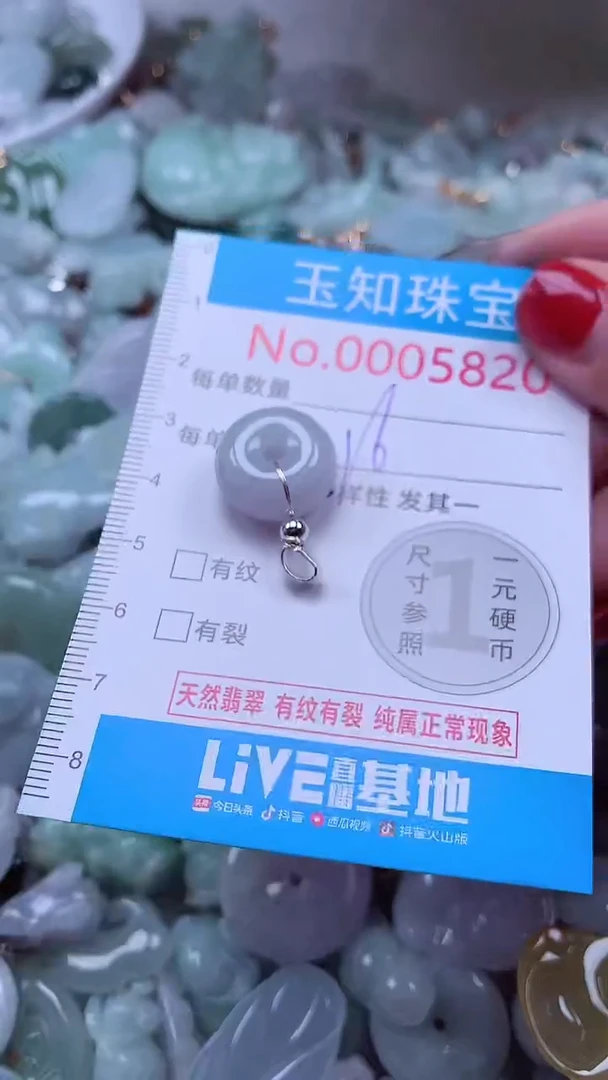 玉知珠宝
No.0005820
每单数量
每单
样性发其一
有纹
有裂
尺寸参照
1
一元硬币
天然翡翠 有纹有裂 纯属正常现象
LiVE直播基地
头条 今日头条 抖音 西瓜视频 抖音火山版
0
1
2
3
4
5
6
7
8